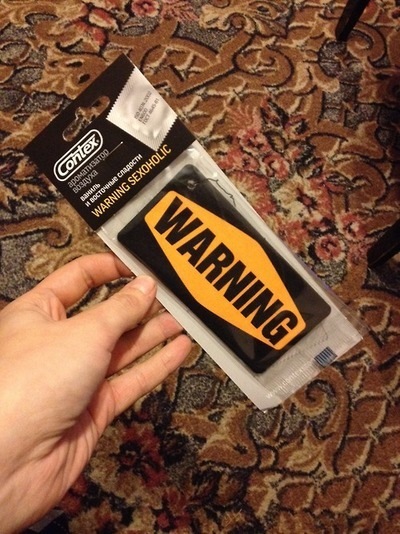 Contex
ароматизатор
воздуха
ваниль
и восточные сладости
WARNING SEXOHOLIC
WARNING